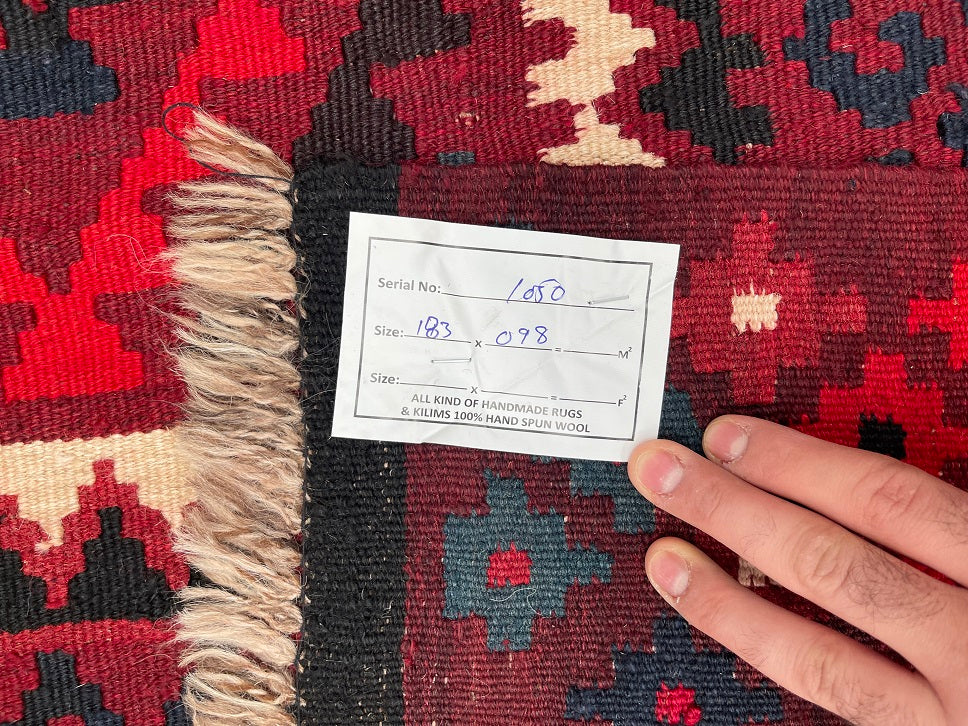 Serial No: 1050
Size: 183 x 098 = M²
Size: x = F²
ALL KIND OF HANDMADE RUGS
& KILIMS 100% HAND SPUN WOOL